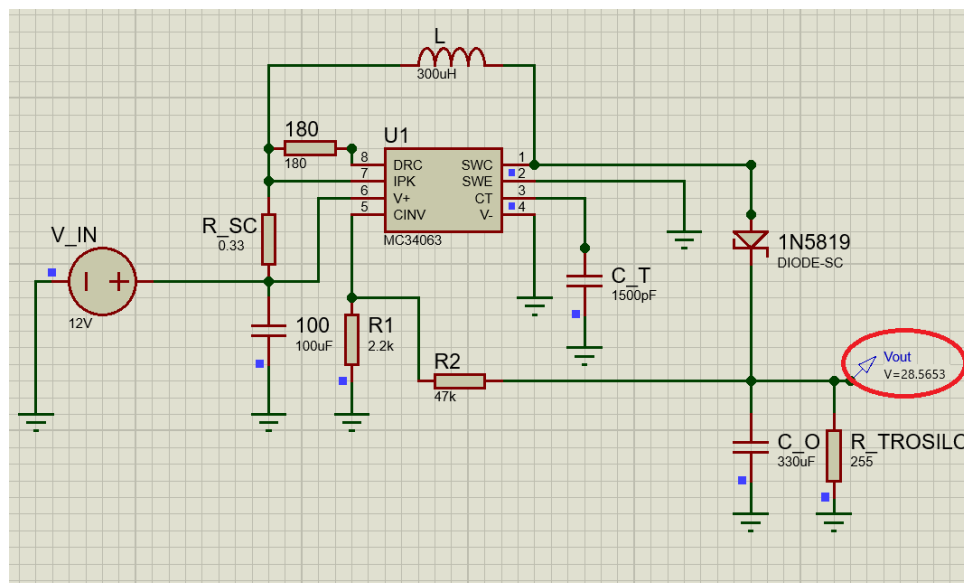 L
300uH
180
180
U1
8 DRC SWC 1
7 IPK SWE 2
6 V+ CT 3
5 CINV V- 4
MC34063
R_SC
0.33
V_IN
12V
100
100uF
R1
2.2k
R2
47k
C_T
1500pF
1N5819
DIODE-SC
Vout
V=28.5653
C_O
330uF
R_TROSILO
255